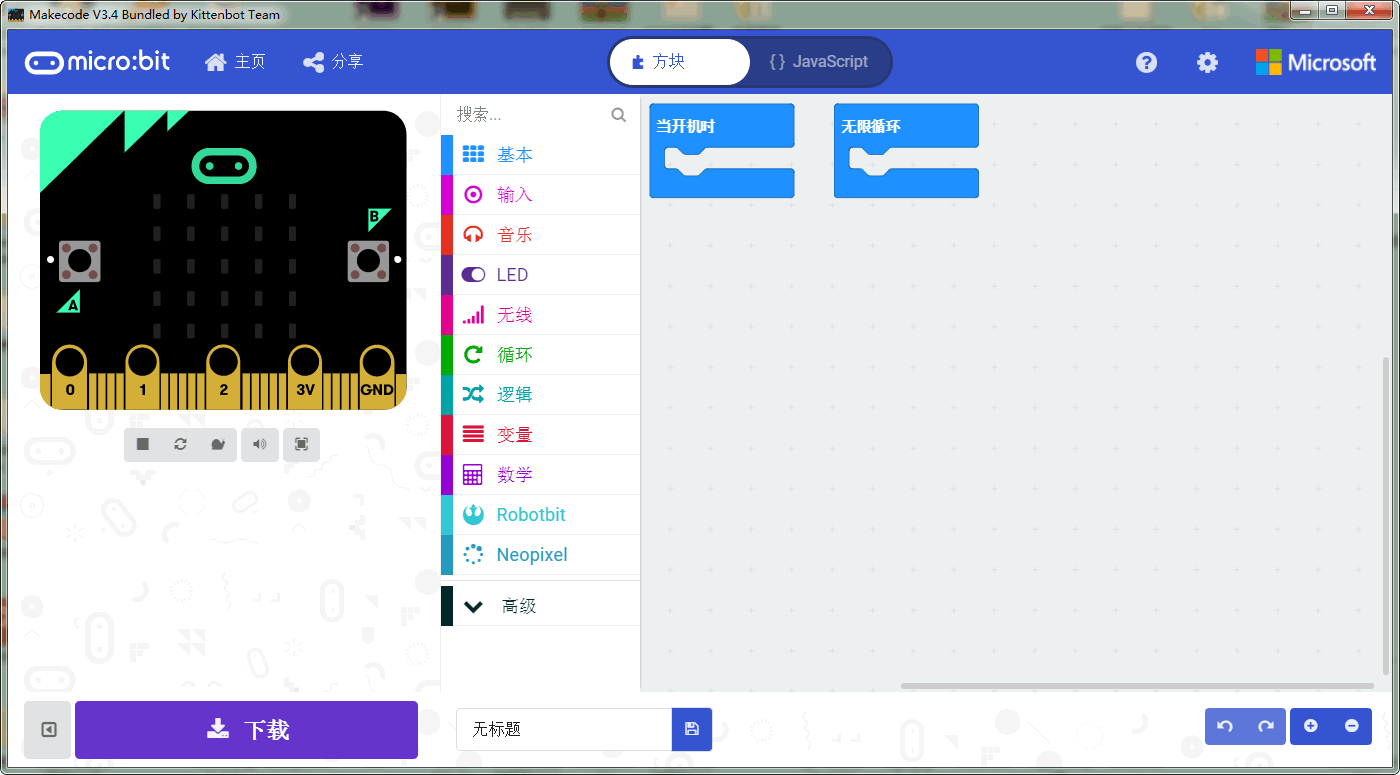 Makecode V3.4 Bundled by Kittenbot Team
micro:bit
主页
分享
方块
{} JavaScript
Microsoft
B
A
0
1
2
3V
GND
搜索...
基本
输入
音乐
LED
无线
循环
逻辑
变量
数学
Robotbit
Neopixel
高级
当开机时
无限循环
下载
无标题